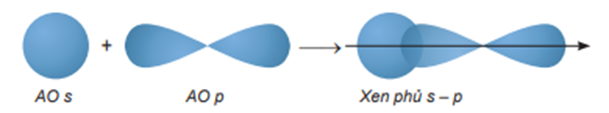 +
AO s
AO p
Xen phủ s – p